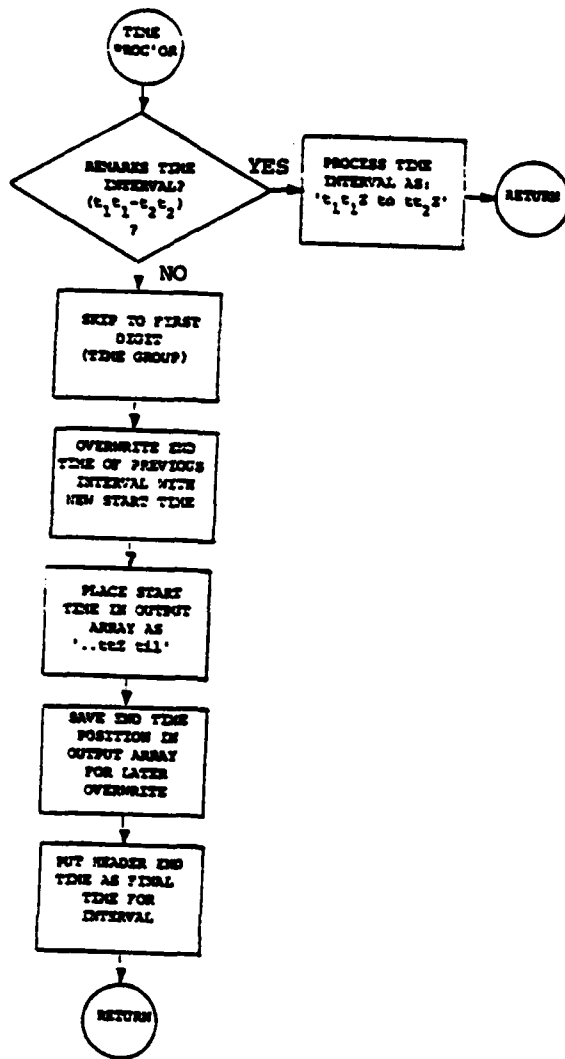 TIME
"ROC'OR
REMARKS TIME
INTERVAL?
(t₁t₁-t₂t₂)
?
YES
PROCESS TIME
INTERVAL AS:
't₁t₁Z to tt₂Z'
RETURN
NO
SKIP TO FIRST
DIGIT
(TIME GROUP)
OVERWRITE END
TIME OF PREVIOUS
INTERVAL WITH
NEW START TIME
PLACE START
TIME IN OUTPUT
ARRAY AS
'..ttZ til'
SAVE END TIME
POSITION IN
OUTPUT ARRAY
FOR LATER
OVERWRITE
PUT HEADER END
TIME AS FINAL
TIME FOR
INTERVAL
RETURN